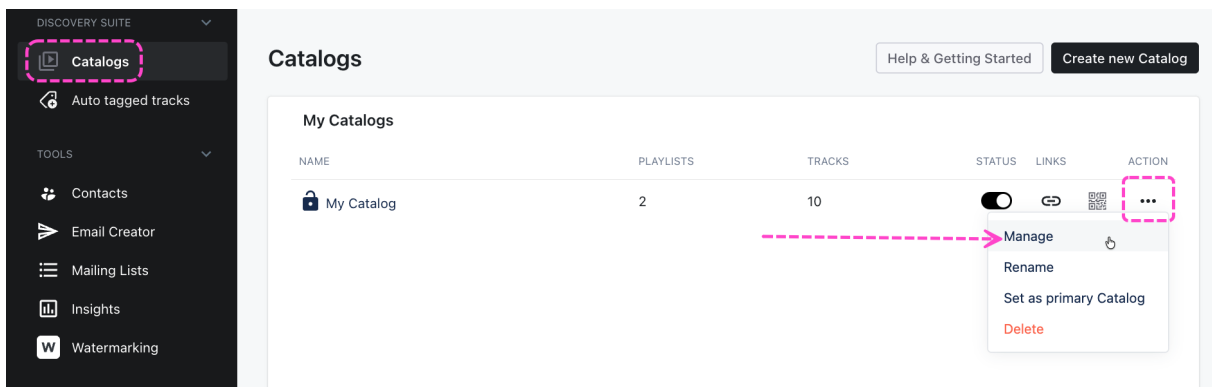 DISCOVERY SUITE
Catalogs
Auto tagged tracks
TOOLS
Contacts
Email Creator
Mailing Lists
Insights
W Watermarking
Catalogs
Help & Getting Started
Create new Catalog
My Catalogs
NAME PLAYLISTS TRACKS STATUS LINKS ACTION
My Catalog 2 10
Manage
Rename
Set as primary Catalog
Delete